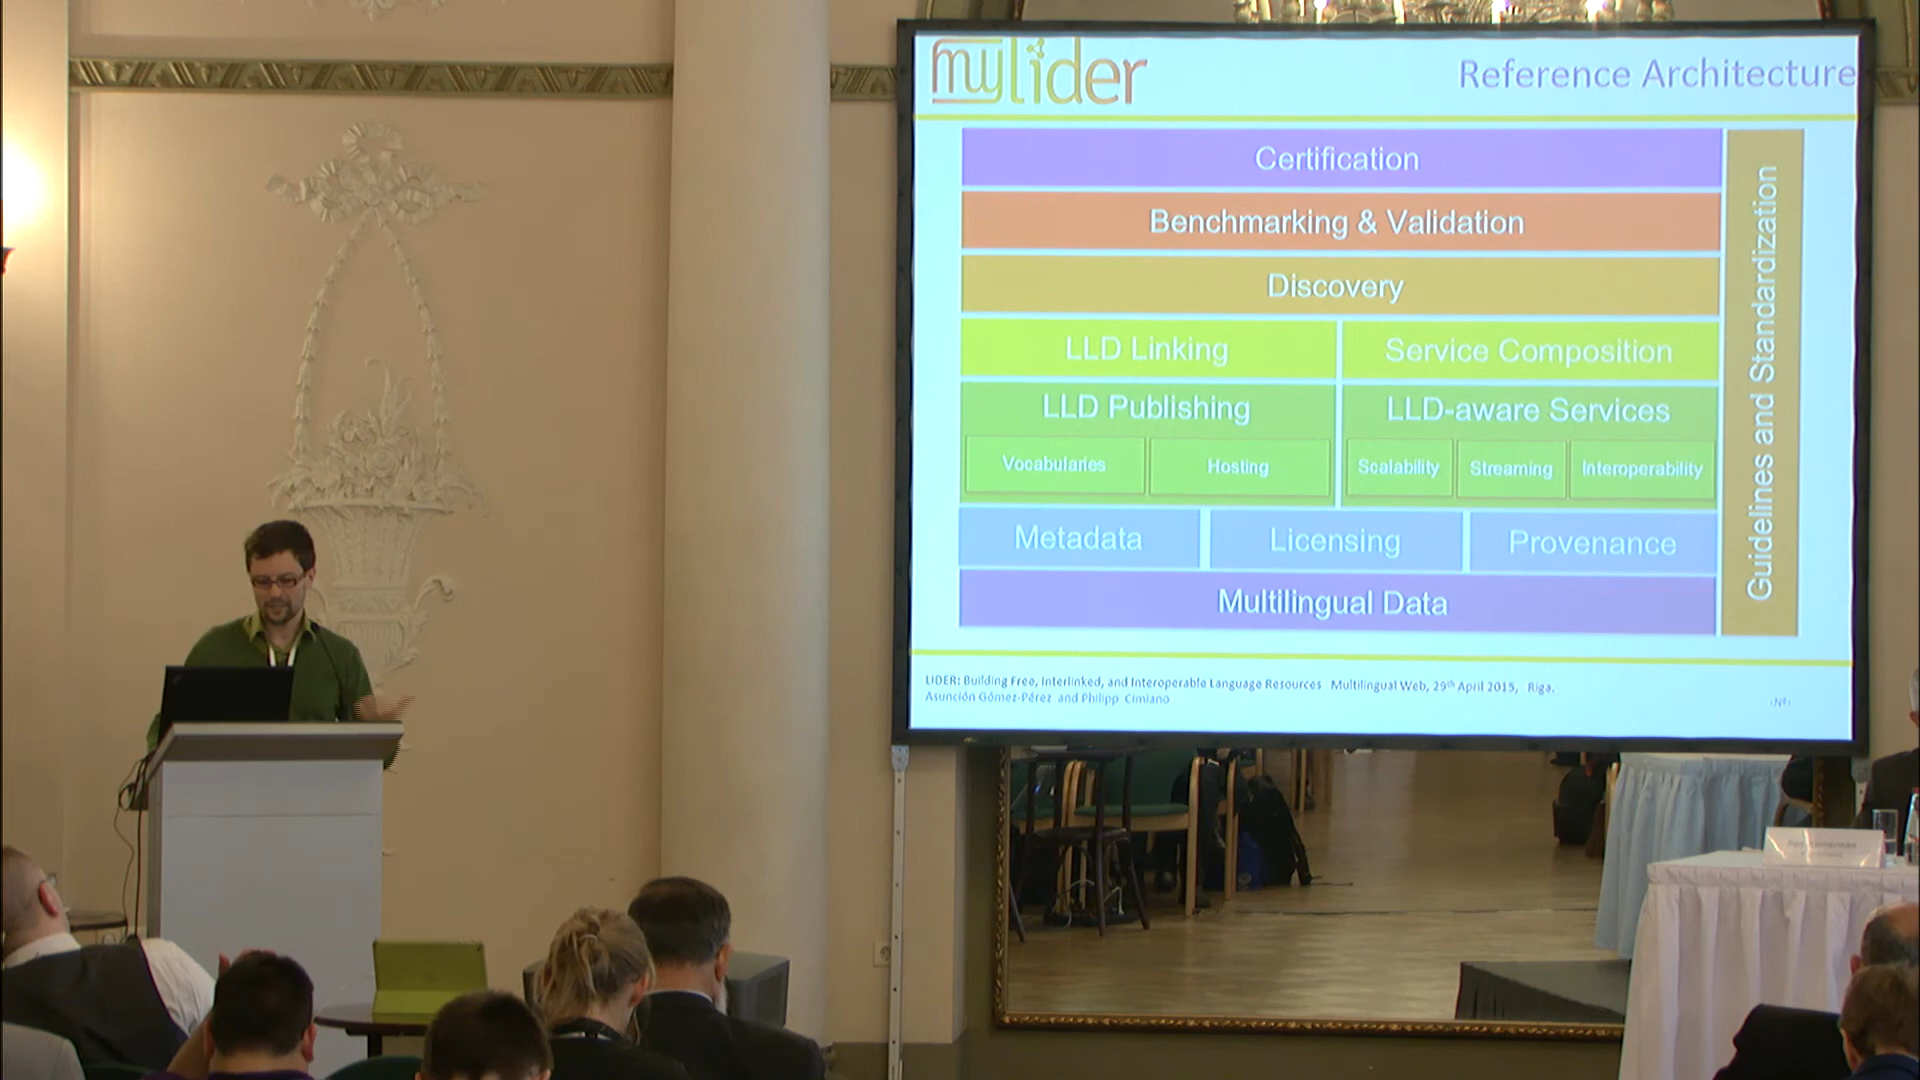 mylider
Reference Architecture
Certification
Benchmarking & Validation
Discovery
LLD Linking
Service Composition
LLD Publishing
LLD-aware Services
Vocabularies
Hosting
Scalability
Streaming
Interoperability
Metadata
Licensing
Provenance
Multilingual Data
Guidelines and Standardization
LIDER: Building Free, Interlinked, and Interoperable Language Resources Multilingual Web, 29th April 2015, Riga.
Asunción Gómez-Pérez and Philipp Cimiano